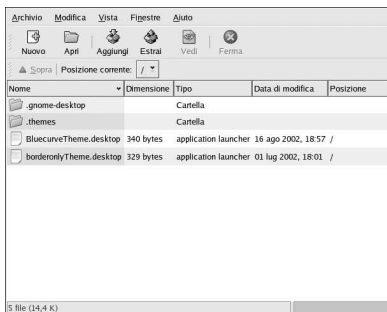 Archivio Modifica Vista Finestre Aiuto
Nuovo Apri Aggiungi Estrai Vedi Ferma
Sopra Posizione corrente: /
Nome Dimensione Tipo Data di modifica Posizione
.gnome-desktop Cartella
.themes Cartella
BluecurveTheme.desktop 340 bytes application launcher 16 ago 2002, 18:57 /
borderonlyTheme.desktop 329 bytes application launcher 01 lug 2002, 18:01 /
5 file (14,4 K)